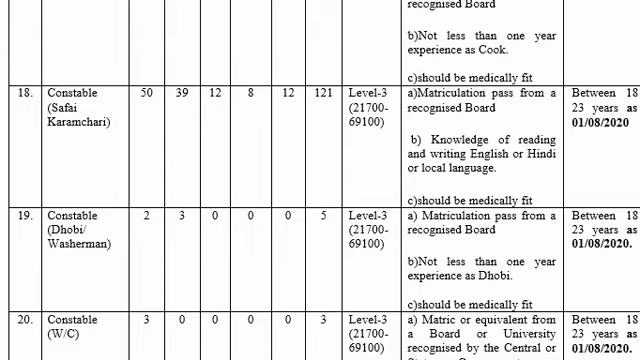 recognised Board
b)Not less than one year
experience as Cook.
c)should be medically fit
18. Constable 50 39 12 8 12 121 Level-3 a)Matriculation pass from a Between 18
(Safai (21700- recognised Board 23 years as
Karamchari) 69100) 01/08/2020
b) Knowledge of reading
and writing English or Hindi
or local language.
c)should be medically fit
19. Constable 2 3 0 0 0 5 Level-3 a) Matriculation pass from a Between 18
(Dhobi/ (21700- recognised Board 23 years as
Washerman) 69100) 01/08/2020.
b)Not less than one year
experience as Dhobi.
c)should be medically fit
20. Constable 3 0 0 0 0 3 Level-3 a) Matric or equivalent from Between 18
(W/C) (21700- a Board or University 23 years as
69100) recognised by the Central or 01/08/2020.